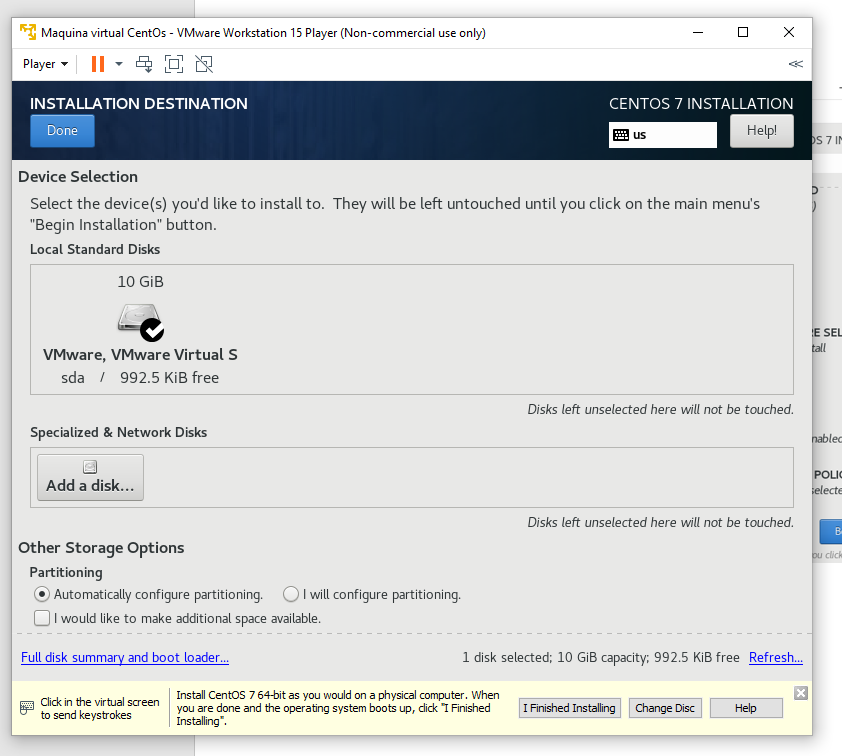 Maquina virtual CentOs - VMware Workstation 15 Player (Non-commercial use only)
Player
<<
INSTALLATION DESTINATION
CENTOS 7 INSTALLATION
Done
us
Help!
Device Selection
Select the device(s) you'd like to install to.  They will be left untouched until you click on the main menu's
"Begin Installation" button.
Local Standard Disks
10 GiB
VMware, VMware Virtual S
sda / 992.5 KiB free
Disks left unselected here will not be touched.
Specialized & Network Disks
Add a disk...
Disks left unselected here will not be touched.
Other Storage Options
Partitioning
Automatically configure partitioning.
I will configure partitioning.
I would like to make additional space available.
Full disk summary and boot loader...
1 disk selected; 10 GiB capacity; 992.5 KiB free
Refresh...
Click in the virtual screen
to send keystrokes
Install CentOS 7 64-bit as you would on a physical computer. When
you are done and the operating system boots up, click "I Finished
Installing".
I Finished Installing
Change Disc
Help